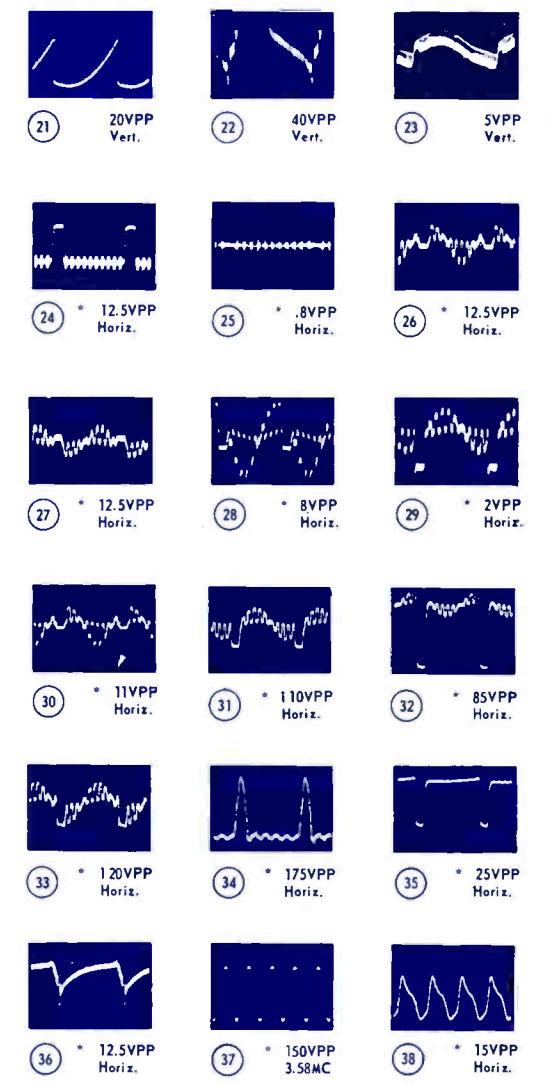 21 20VPP
Vert.
22 40VPP
Vert.
23 5VPP
Vert.
24 * 12.5VPP
Horiz.
25 * .8VPP
Horiz.
26 * 12.5VPP
Horiz.
27 * 12.5VPP
Horiz.
28 * 8VPP
Horiz.
29 * 2VPP
Horiz.
30 * 11VPP
Horiz.
31 * 110VPP
Horiz.
32 * 85VPP
Horiz.
33 * 120VPP
Horiz.
34 * 175VPP
Horiz.
35 * 25VPP
Horiz.
36 * 12.5VPP
Horiz.
37 * 150VPP
3.58MC
38 * 15VPP
Horiz.